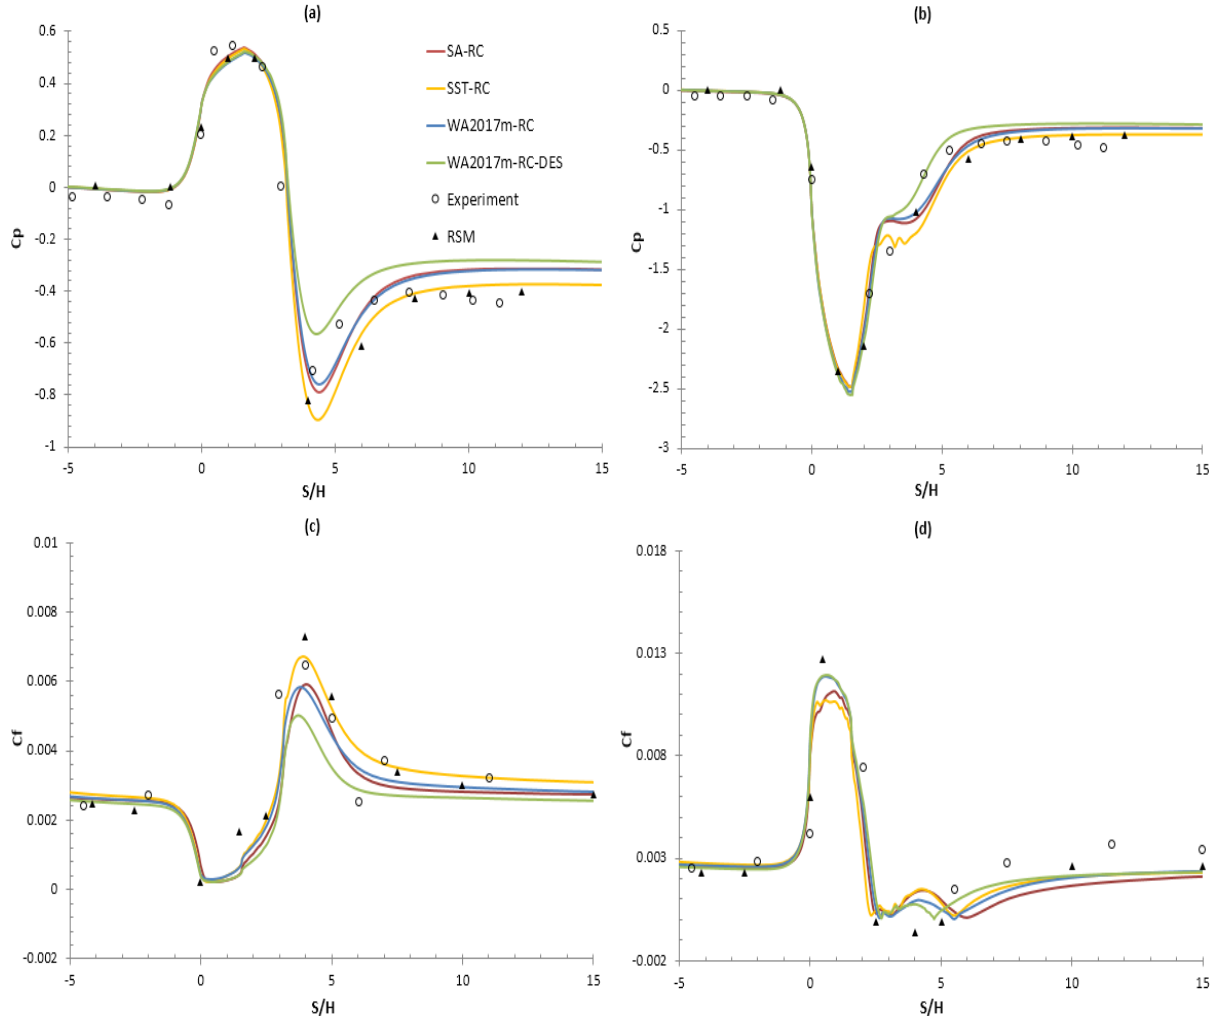 (a)
0.6
0.4
0.2
0
-0.2
-0.4
-0.6
-0.8
-1
Cp
-5
0
5
10
15
S/H
SA-RC
SST-RC
WA2017m-RC
WA2017m-RC-DES
Experiment
RSM
(b)
0.5
0
-0.5
-1
-1.5
-2
-2.5
-3
Cp
-5
0
5
10
15
S/H
(c)
0.01
0.008
0.006
0.004
0.002
0
-0.002
Cf
-5
0
5
10
15
S/H
(d)
0.018
0.013
0.008
0.003
-0.002
Cf
-5
0
5
10
15
S/H